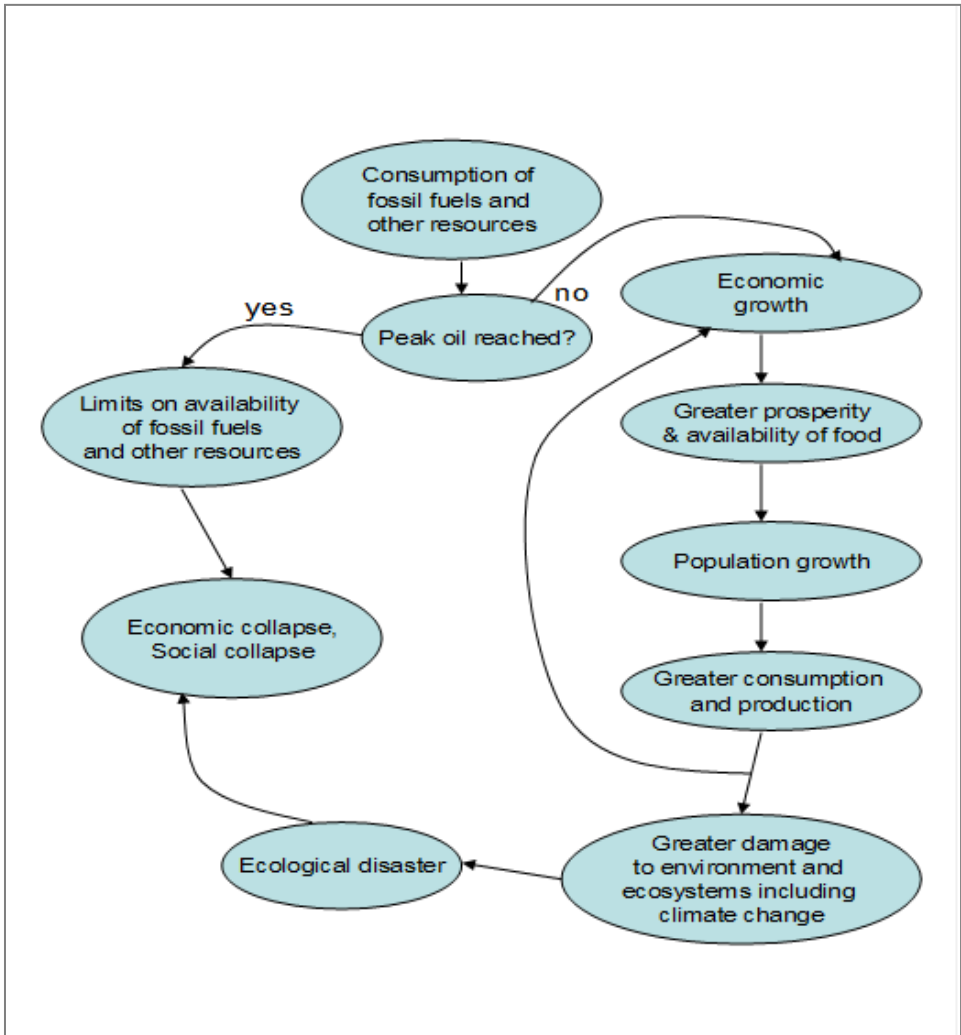 Consumption of
fossil fuels and
other resources
no
Economic
growth
yes
Peak oil reached?
Limits on availability
of fossil fuels
and other resources
Greater prosperity
& availability of food
Population growth
Economic collapse,
Social collapse
Greater consumption
and production
Ecological disaster
Greater damage
to environment and
ecosystems including
climate change